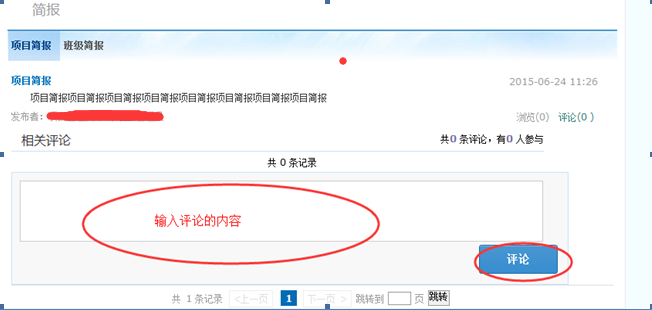 简报
项目简报 班级简报
项目简报 2015-06-24 11:26
项目简报项目简报项目简报项目简报项目简报项目简报项目简报项目简报
发布者: 浏览(0) 评论(0 )
相关评论 共0 条评论，有0 人参与
共 0 条记录
输入评论的内容
评论
共 1条记录 <上一页 1 下一页 > 跳转到 页 跳转